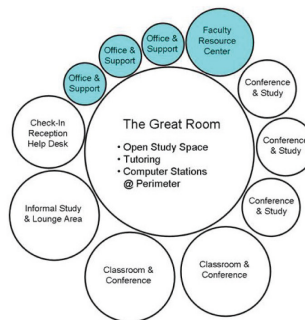 Office &
Support
Office &
Support
Office &
Support
Faculty
Resource
Center
Conference
& Study
Conference
& Study
Conference
& Study
Check-In
Reception
Help Desk
The Great Room
• Open Study Space
• Tutoring
• Computer Stations
@ Perimeter
Informal Study
& Lounge Area
Classroom &
Conference
Classroom &
Conference